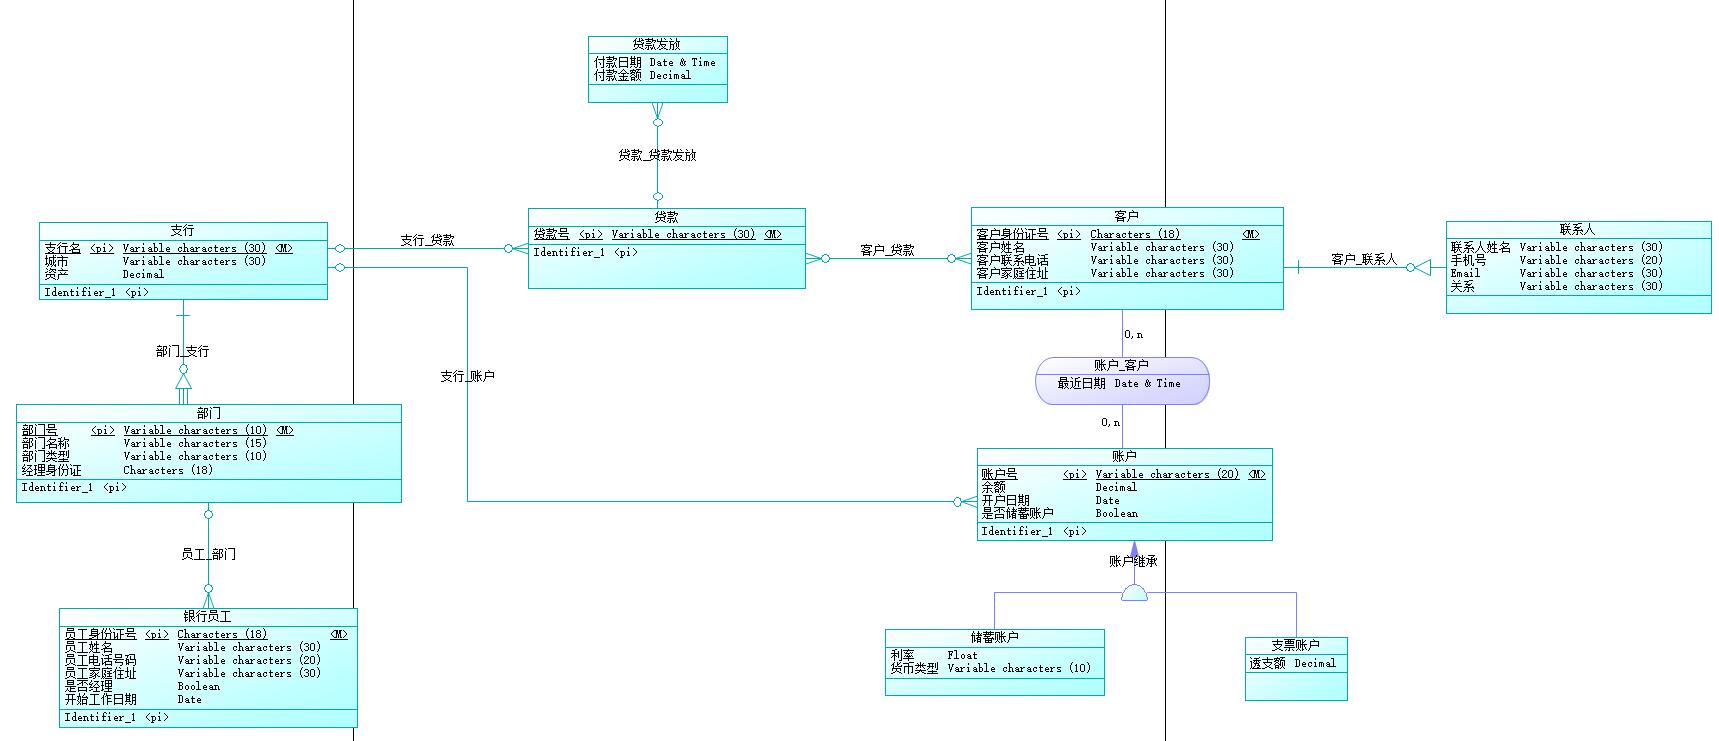 贷款发放
付款日期 Date & Time
付款金额 Decimal
贷款_贷款发放
支行
支行名 <pi> Variable characters (30) <M>
城市 Variable characters (30)
资产 Decimal
Identifier_1 <pi>
支行_贷款
贷款
贷款号 <pi> Variable characters (30) <M>
Identifier_1 <pi>
客户_贷款
客户
客户身份证号 <pi> Characters (18) <M>
客户姓名 Variable characters (30)
客户联系电话 Variable characters (30)
客户家庭住址 Variable characters (30)
Identifier_1 <pi>
客户_联系人
联系人
联系人姓名 Variable characters (30)
手机号 Variable characters (20)
Email Variable characters (30)
关系 Variable characters (30)
0,n
部门_支行
账户_客户
最近日期 Date & Time
支行_账户
0,n
部门
部门号 <pi> Variable characters (10) <M>
部门名称 Variable characters (15)
部门类型 Variable characters (10)
经理身份证 Characters (18)
Identifier_1 <pi>
账户
账户号 <pi> Variable characters (20) <M>
余额 Decimal
开户日期 Date
是否储蓄账户 Boolean
Identifier_1 <pi>
员工_部门
账户继承
银行员工
员工身份证号 <pi> Characters (18) <M>
员工姓名 Variable characters (30)
员工电话号码 Variable characters (20)
员工家庭住址 Variable characters (30)
是否经理 Boolean
开始工作日期 Date
Identifier_1 <pi>
储蓄账户
利率 Float
货币类型 Variable characters (10)
支票账户
透支额 Decimal